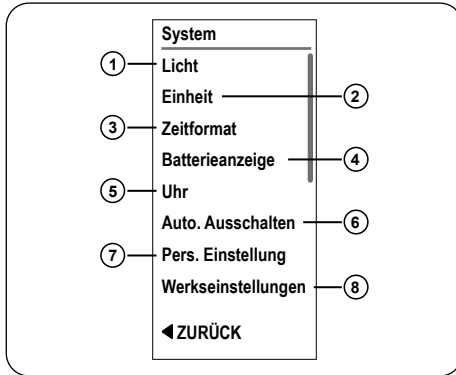 System
1 Licht
Einheit 2
3 Zeitformat
Batterieanzeige 4
5 Uhr
Auto. Ausschalten 6
7 Pers. Einstellung
Werkseinstellungen 8
◀ZURÜCK